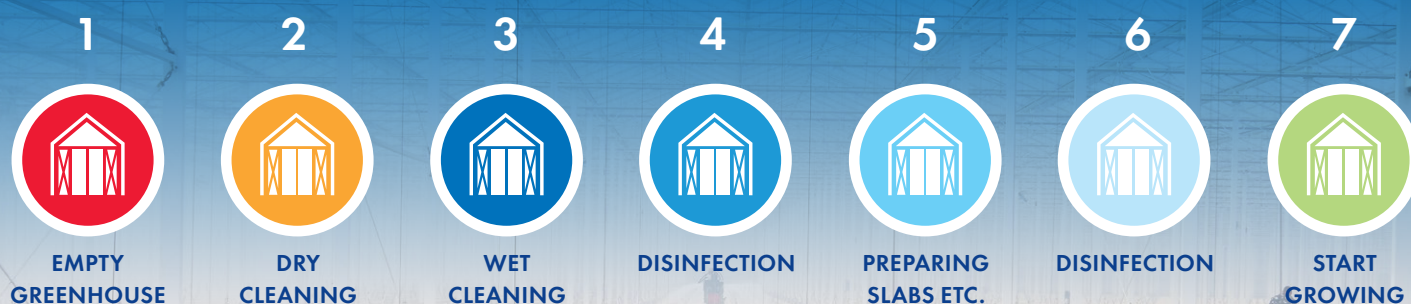 1
2
3
4
5
6
7
EMPTY
GREENHOUSE
DRY
CLEANING
WET
CLEANING
DISINFECTION
PREPARING
SLABS ETC.
DISINFECTION
START
GROWING